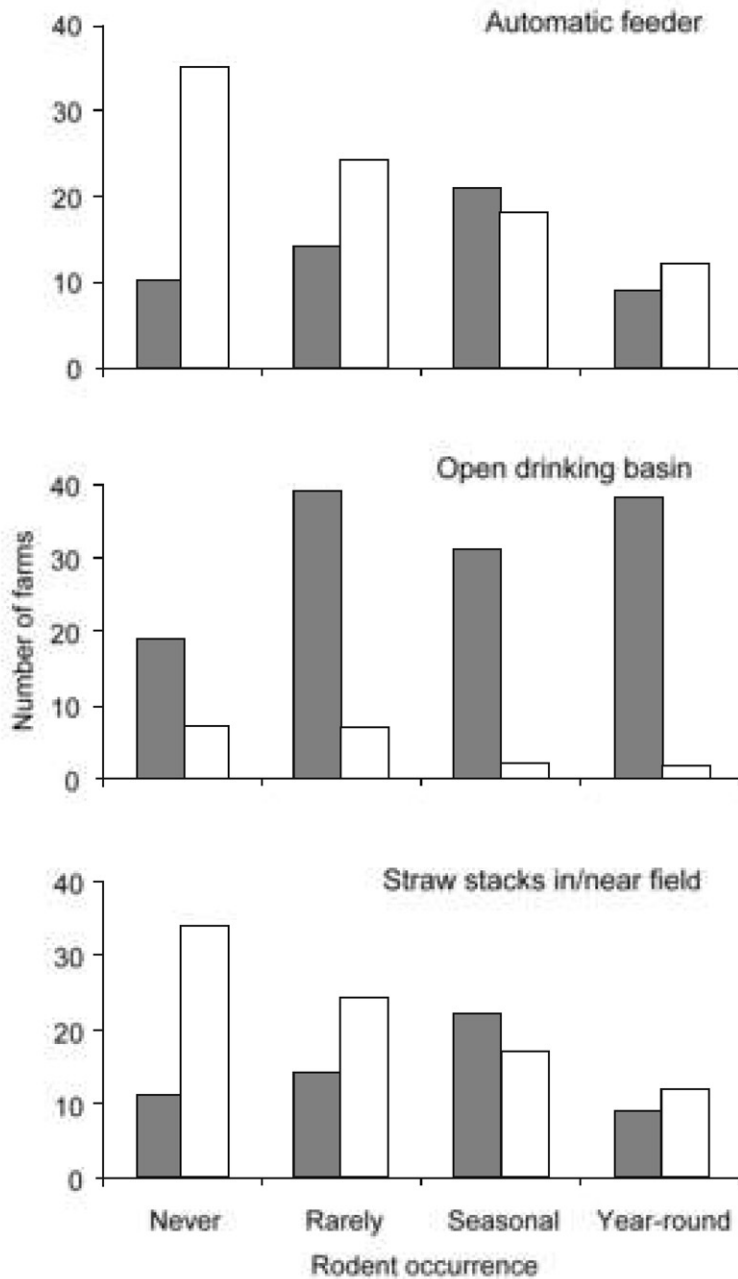 Automatic feeder
40
30
20
10
0
Open drinking basin
40
30
20
10
0
Number of farms
Straw stacks in/near field
40
30
20
10
0
Never Rarely Seasonal Year-round
Rodent occurrence